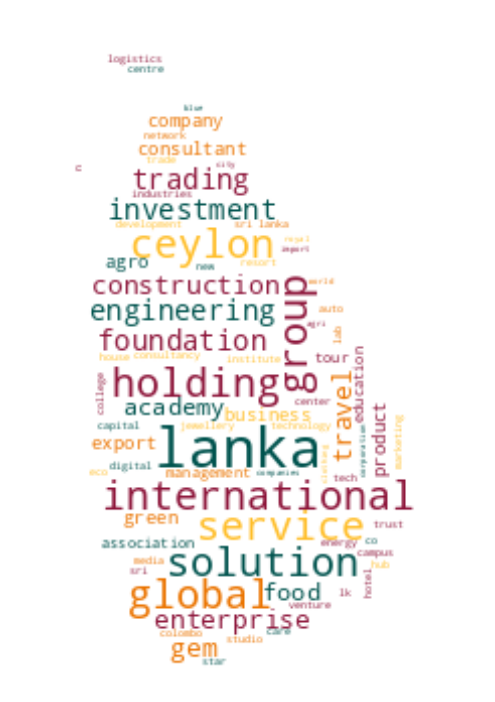 logistics
centre
blue
company
network
consultant
trade
city
c
trading
industries
investment
development sri lanka
ceylon
royal
import
agro
new
resort
construction
world
group
engineering
auto
agri
foundation
lab
house consultancy
institute
tour
education
holding
travel
college
center
academy
business
product
marketing
capital
jewellery
technology
lanka
export
corporation
clothing
digital
eco
management
companies
tech
international
green
service
trust
association
energy
co
campus
solution
media
sri
hub
hotel
global
food
lk
venture
enterprise
colombo
care
studio
gem
star